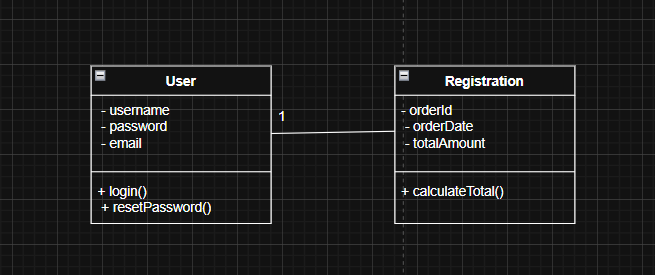 User
- username
- password
- email
+ login()
+ resetPassword()
1
Registration
- orderId
- orderDate
- totalAmount
+ calculateTotal()